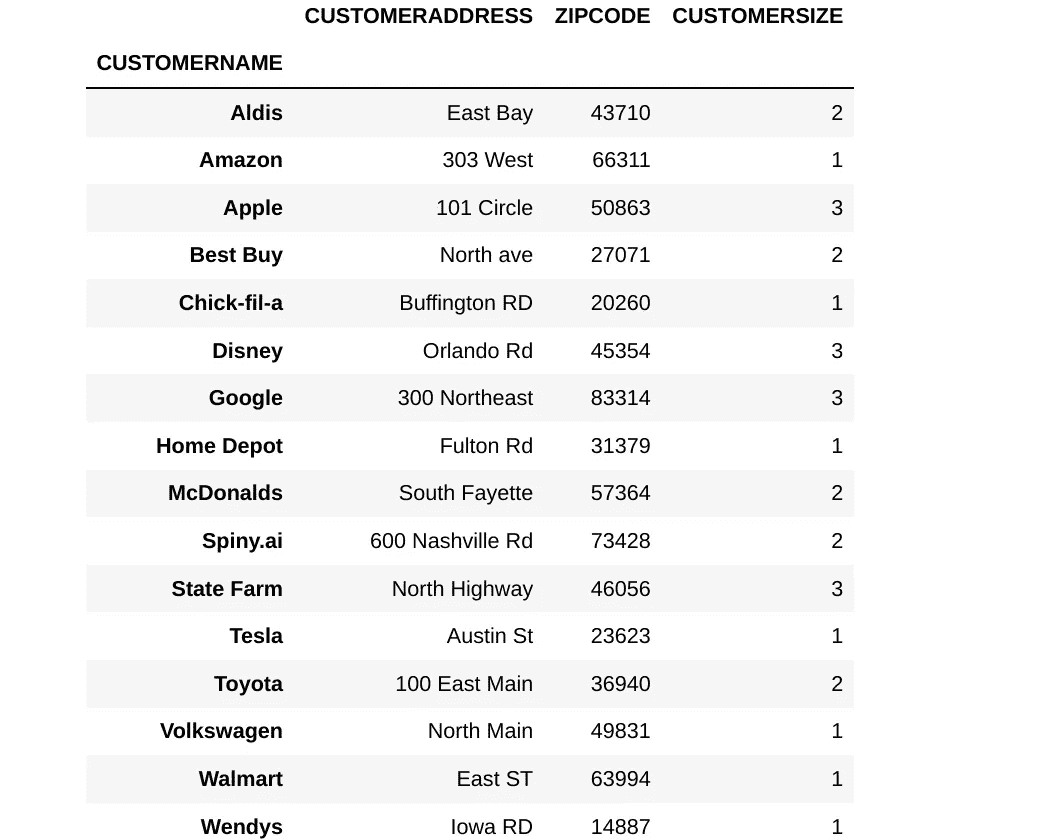 CUSTOMERADDRESS ZIPCODE CUSTOMERSIZE
CUSTOMERNAME
Aldis East Bay 43710 2
Amazon 303 West 66311 1
Apple 101 Circle 50863 3
Best Buy North ave 27071 2
Chick-fil-a Buffington RD 20260 1
Disney Orlando Rd 45354 3
Google 300 Northeast 83314 3
Home Depot Fulton Rd 31379 1
McDonalds South Fayette 57364 2
Spiny.ai 600 Nashville Rd 73428 2
State Farm North Highway 46056 3
Tesla Austin St 23623 1
Toyota 100 East Main 36940 2
Volkswagen North Main 49831 1
Walmart East ST 63994 1
Wendys Iowa RD 14887 1